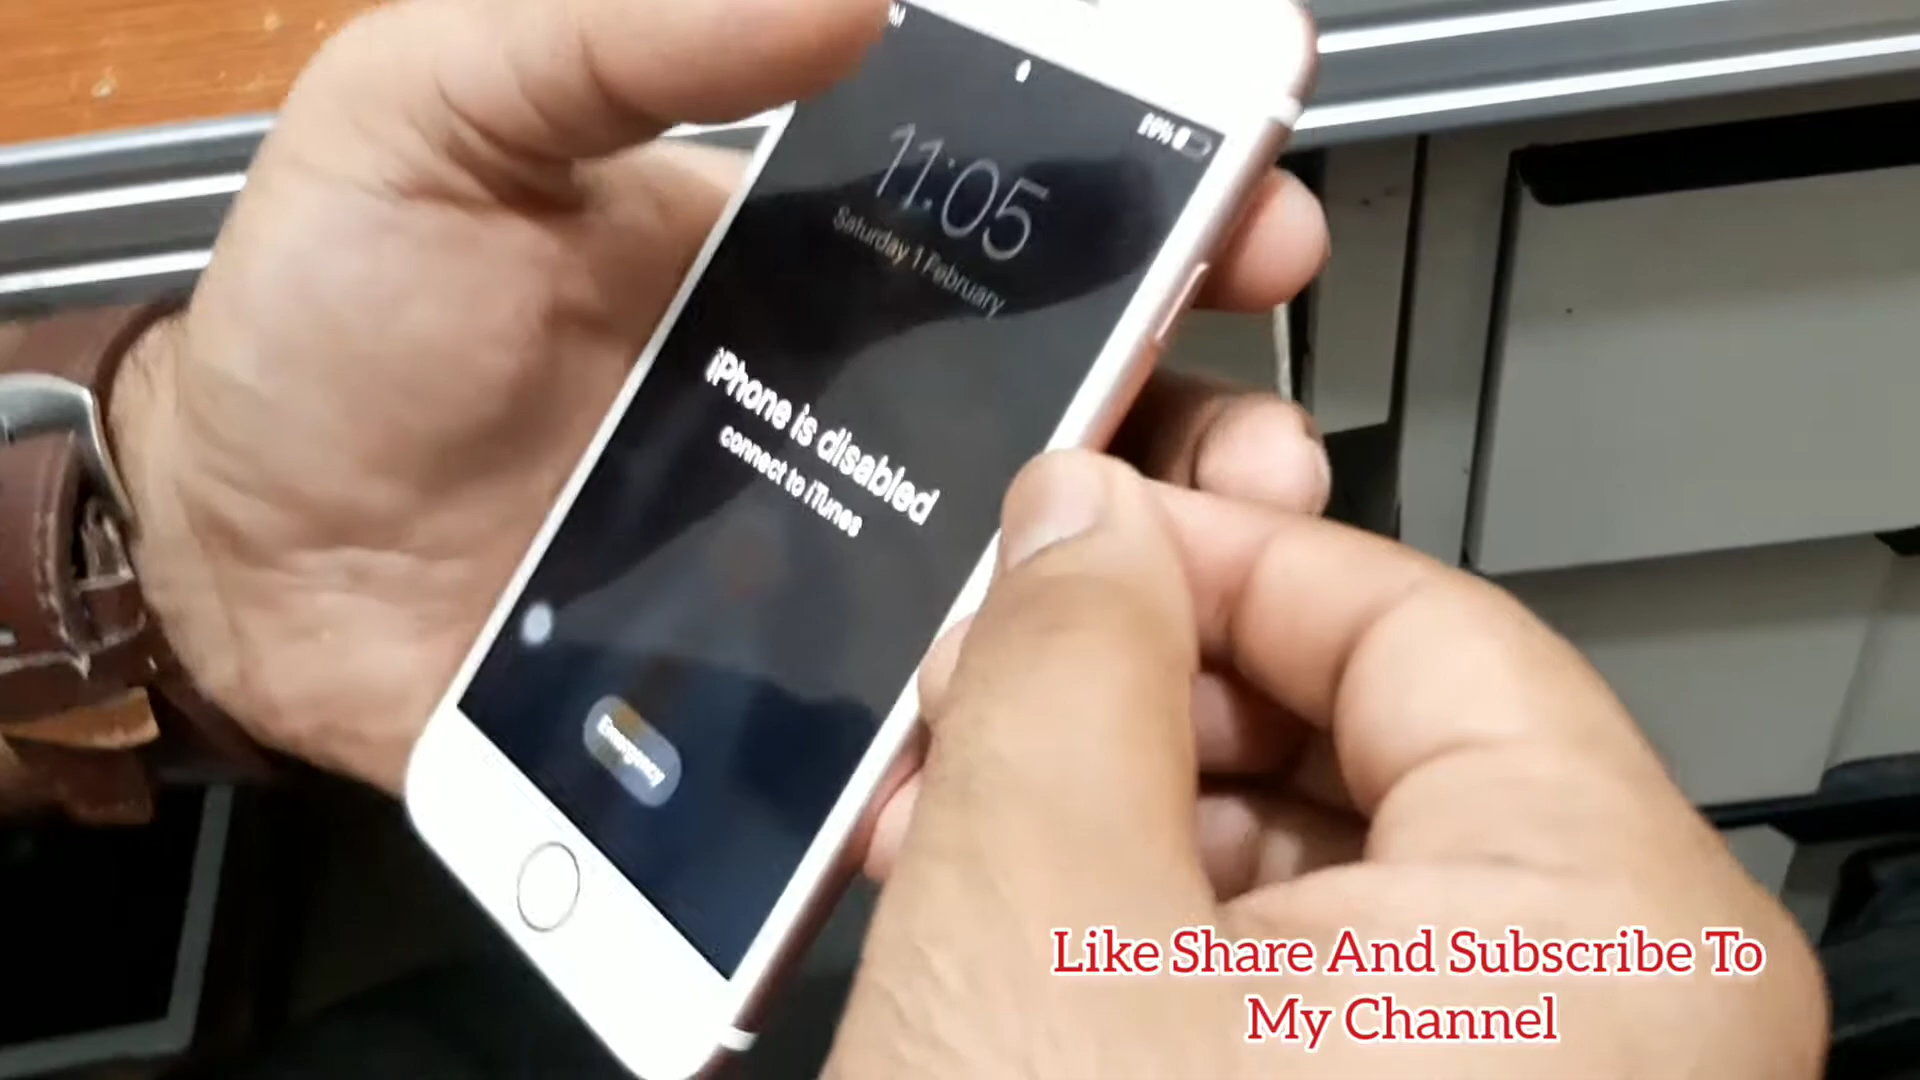 11:05
Saturday 1 February
iPhone is disabled
connect to iTunes
Emergency
Like Share And Subscribe To
My Channel